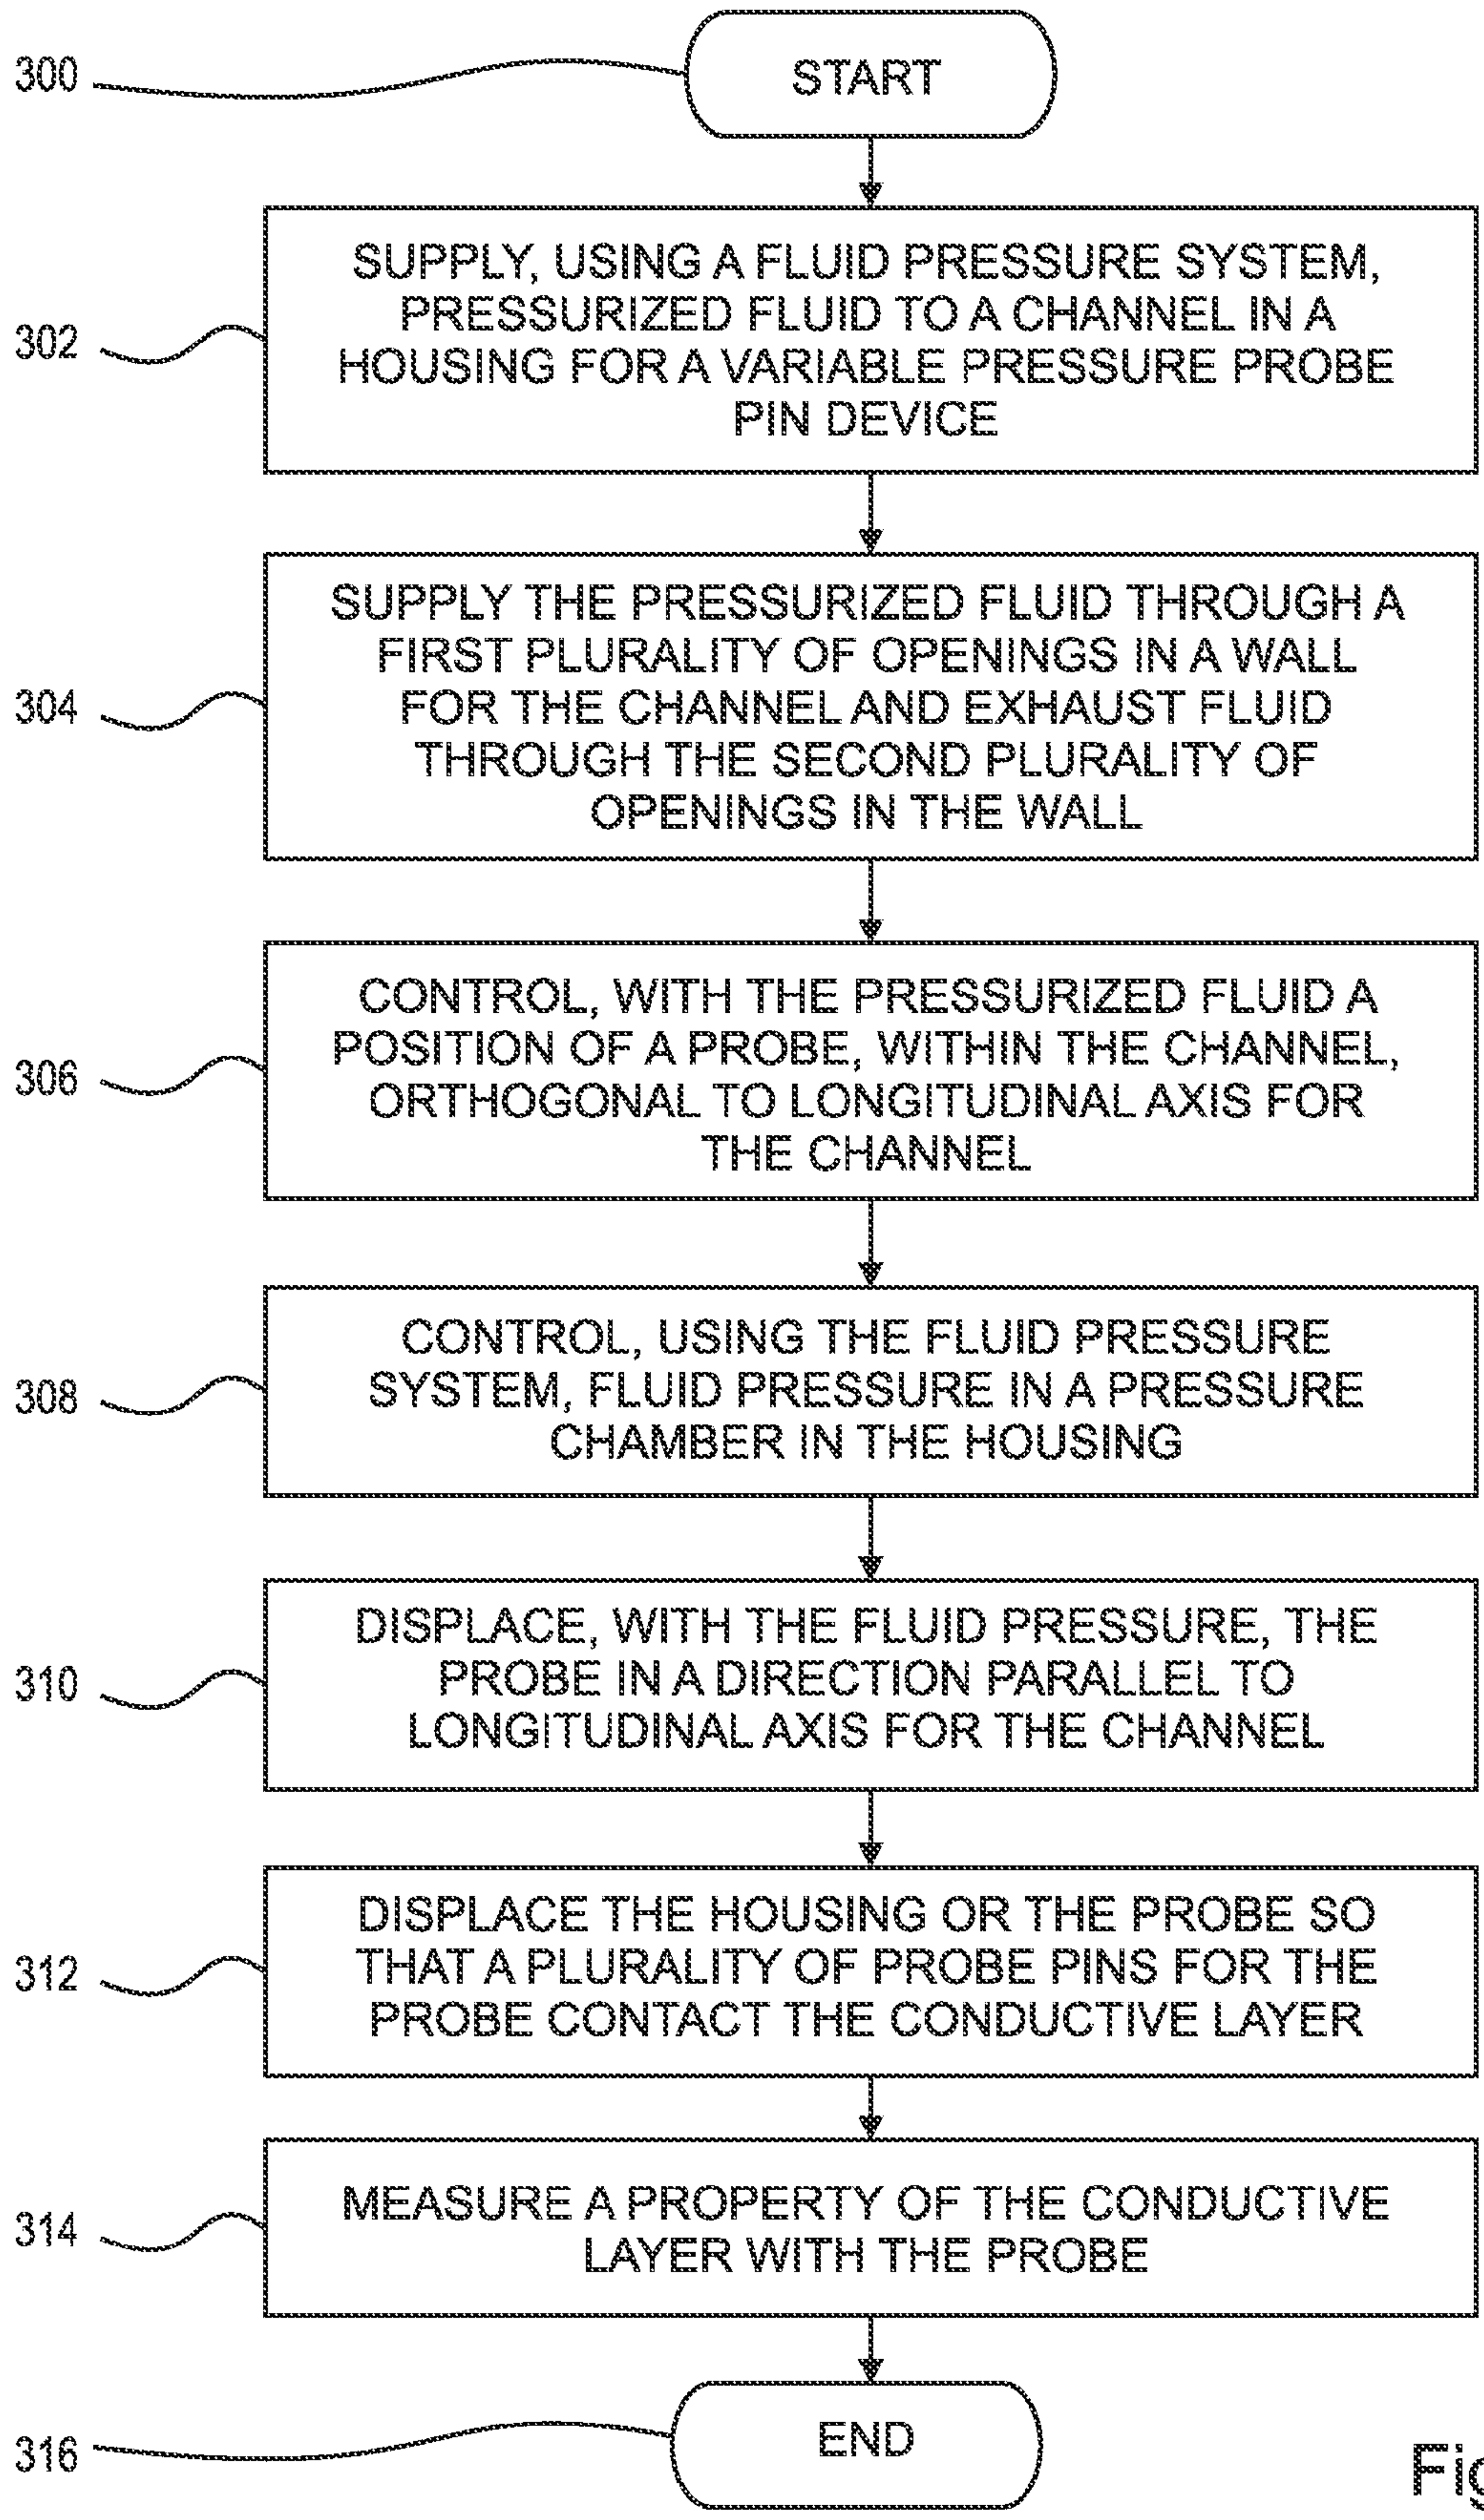 300
START
302
SUPPLY, USING A FLUID PRESSURE SYSTEM,
PRESSURIZED FLUID TO A CHANNEL IN A
HOUSING FOR A VARIABLE PRESSURE PROBE
PIN DEVICE
304
SUPPLY THE PRESSURIZED FLUID THROUGH A
FIRST PLURALITY OF OPENINGS IN A WALL
FOR THE CHANNEL AND EXHAUST FLUID
THROUGH THE SECOND PLURALITY OF
OPENINGS IN THE WALL
306
CONTROL, WITH THE PRESSURIZED FLUID A
POSITION OF A PROBE, WITHIN THE CHANNEL,
ORTHOGONAL TO LONGITUDINAL AXIS FOR
THE CHANNEL
308
CONTROL, USING THE FLUID PRESSURE
SYSTEM, FLUID PRESSURE IN A PRESSURE
CHAMBER IN THE HOUSING
310
DISPLACE, WITH THE FLUID PRESSURE, THE
PROBE IN A DIRECTION PARALLEL TO
LONGITUDINAL AXIS FOR THE CHANNEL
312
DISPLACE THE HOUSING OR THE PROBE SO
THAT A PLURALITY OF PROBE PINS FOR THE
PROBE CONTACT THE CONDUCTIVE LAYER
314
MEASURE A PROPERTY OF THE CONDUCTIVE
LAYER WITH THE PROBE
316
END